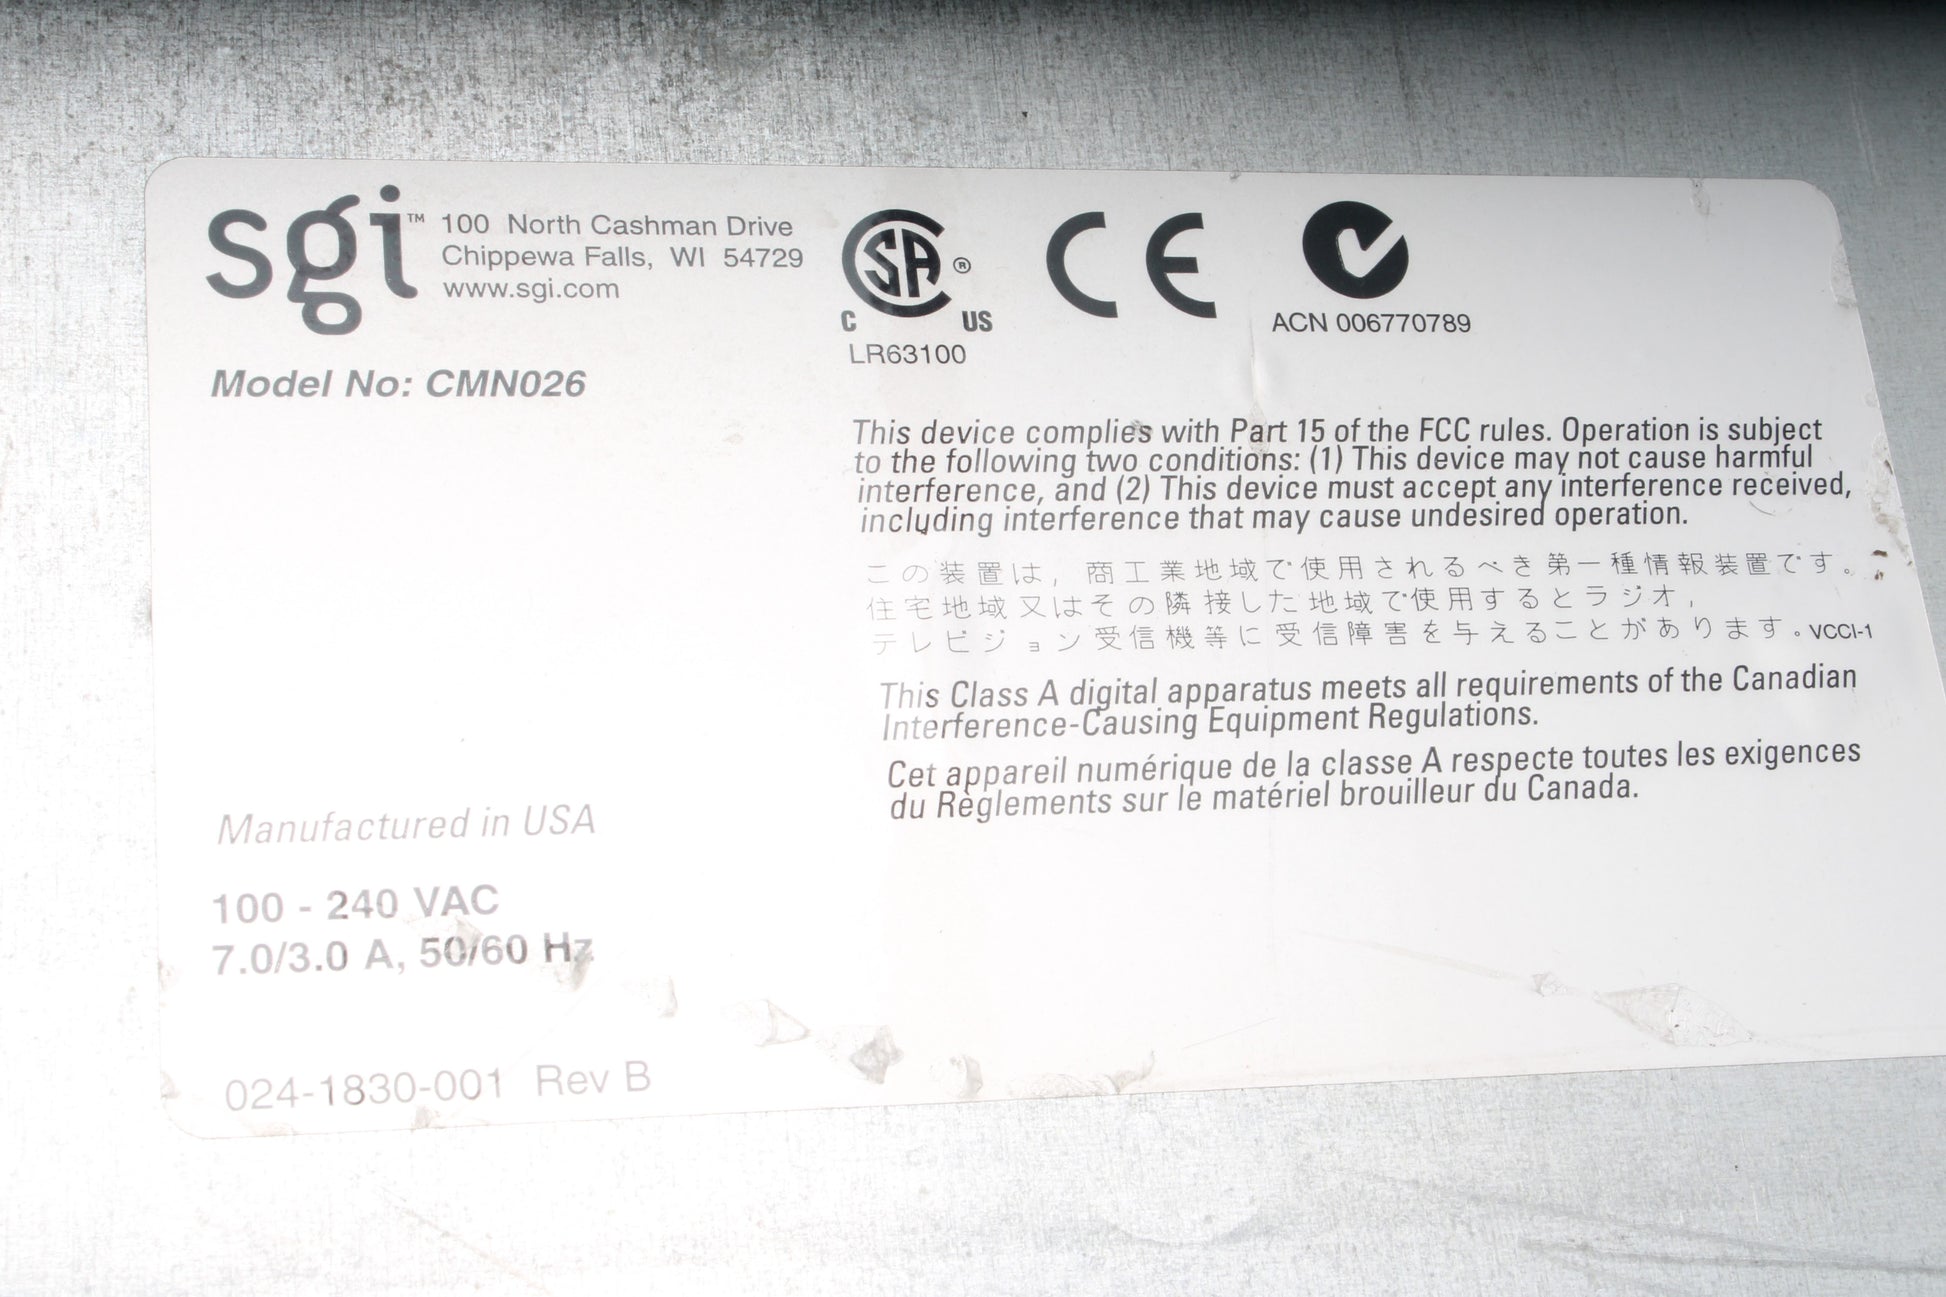 sgi™
100 North Cashman Drive
Chippewa Falls, WI 54729
www.sgi.com
Model No: CMN026
CSA®
C US
LR63100
CE
ACN 006770789
This device complies with Part 15 of the FCC rules. Operation is subject
to the following two conditions: (1) This device may not cause harmful
interference, and (2) This device must accept any interference received,
including interference that may cause undesired operation.
この装置は，商工業地域で使用されるべき第一種情報装置です。
住宅地域又はその隣接した地域で使用するとラジオ，
テレビジョン受信機等に受信障害を与えることがあります。VCCI-1
This Class A digital apparatus meets all requirements of the Canadian
Interference-Causing Equipment Regulations.
Cet appareil numérique de la classe A respecte toutes les exigences
du Règlements sur le matériel brouilleur du Canada.
Manufactured in USA
100 - 240 VAC
7.0/3.0 A, 50/60 Hz
024-1830-001 Rev B